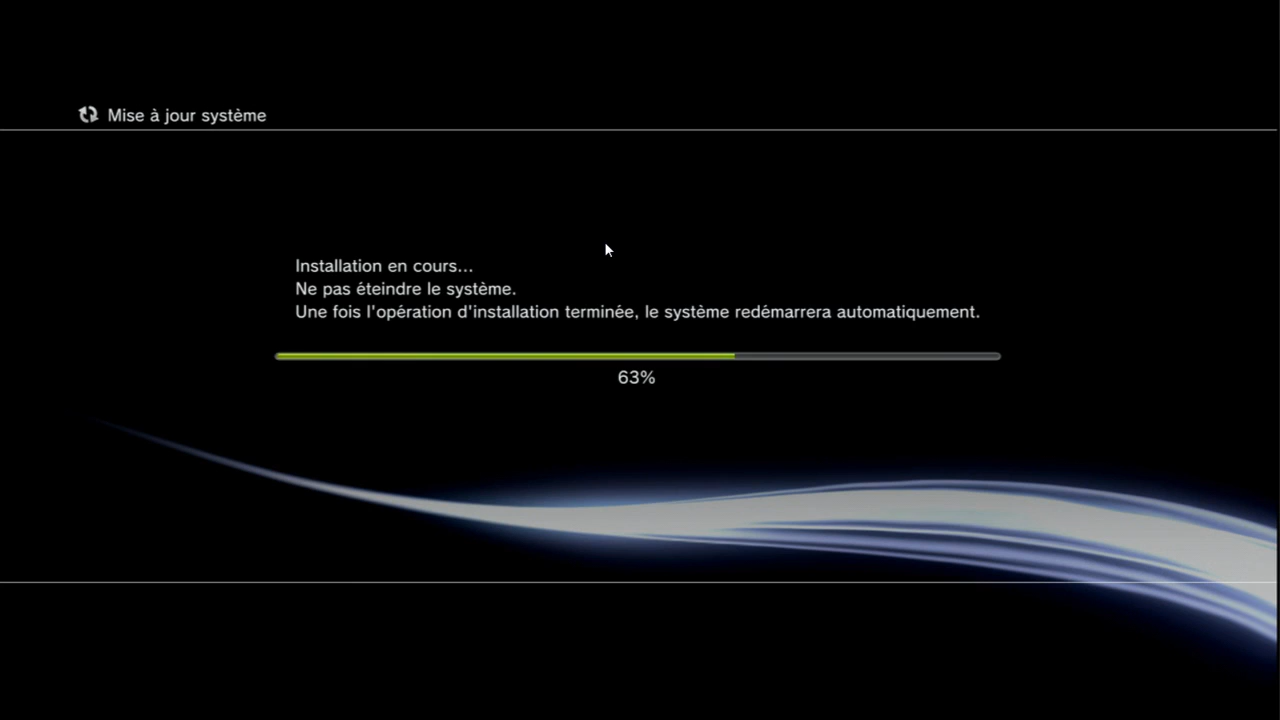 Mise à jour système
Installation en cours...
Ne pas éteindre le système.
Une fois l'opération d'installation terminée, le système redémarrera automatiquement.
63%